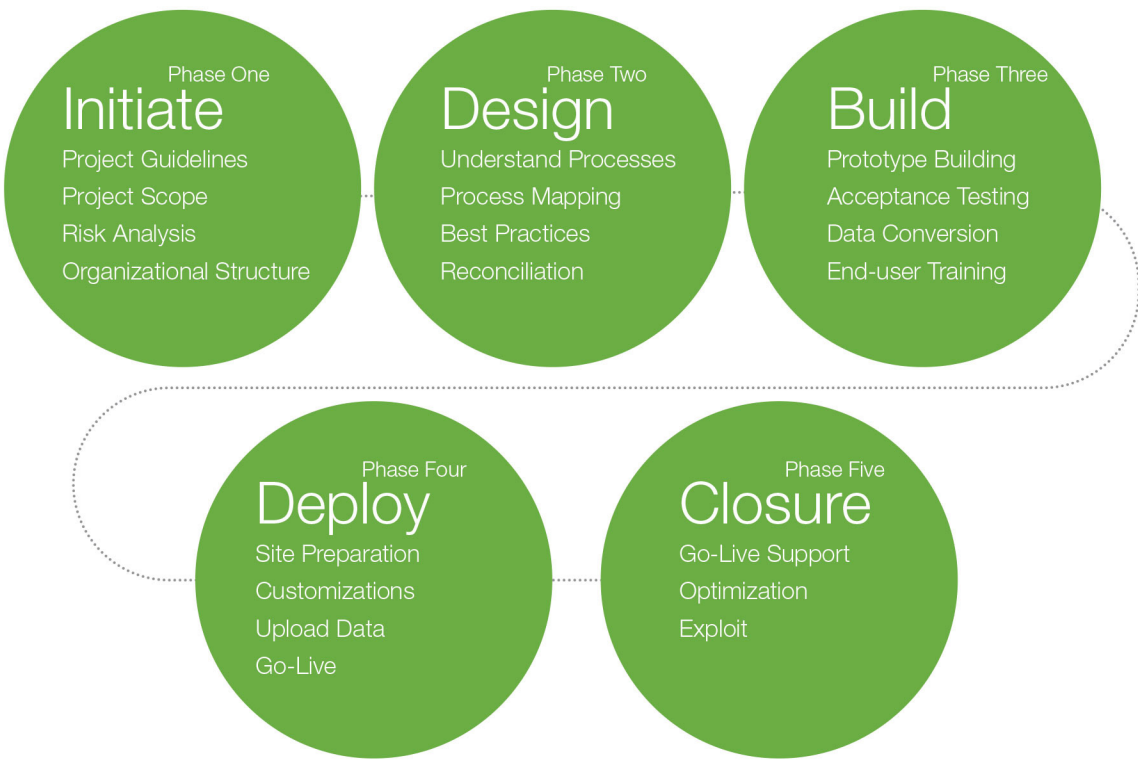 Phase One
Initiate
Project Guidelines
Project Scope
Risk Analysis
Organizational Structure
Phase Two
Design
Understand Processes
Process Mapping
Best Practices
Reconciliation
Phase Three
Build
Prototype Building
Acceptance Testing
Data Conversion
End-user Training
Phase Four
Deploy
Site Preparation
Customizations
Upload Data
Go-Live
Phase Five
Closure
Go-Live Support
Optimization
Exploit